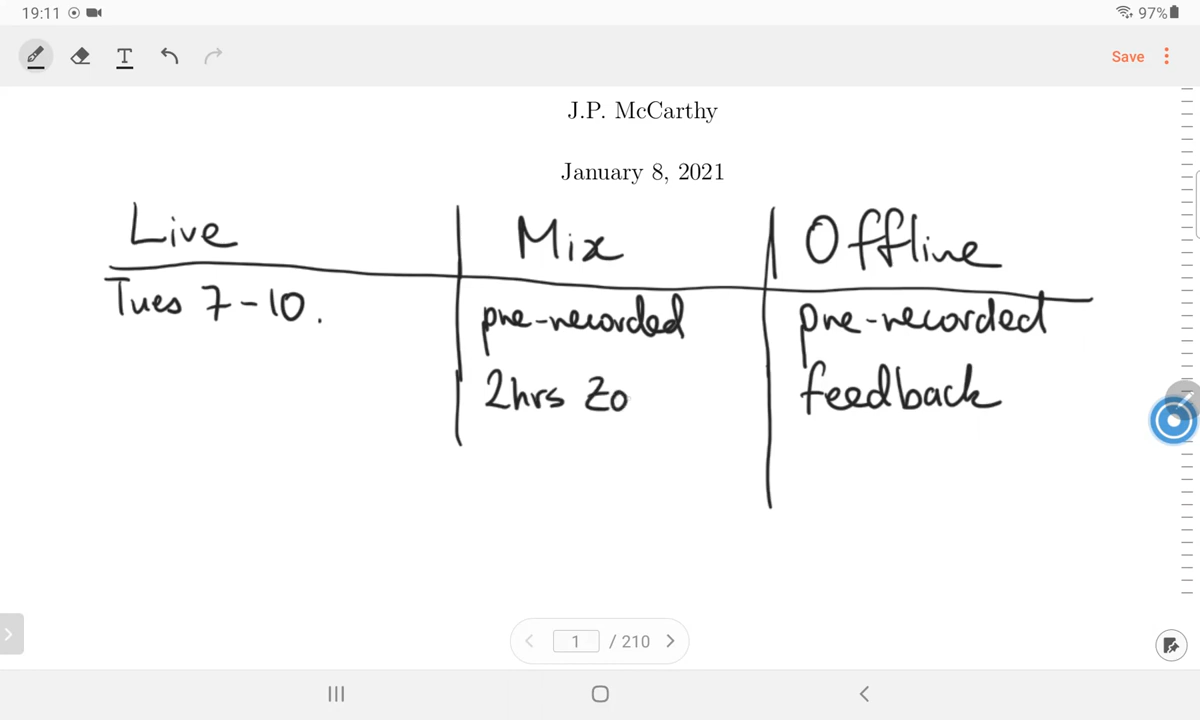 19:11
97%
T
Save
J.P. McCarthy
January 8, 2021
Live Mix Offline
Tues 7-10. pre-recorded pre-recorded
2hrs Zo feedback
1 / 210